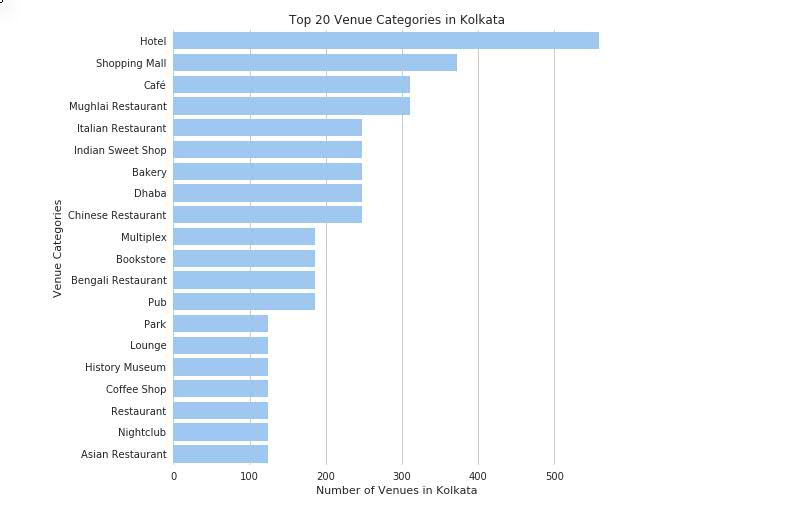 Top 20 Venue Categories in Kolkata
Hotel
Shopping Mall
Café
Mughlai Restaurant
Italian Restaurant
Indian Sweet Shop
Bakery
Dhaba
Chinese Restaurant
Multiplex
Bookstore
Bengali Restaurant
Pub
Park
Lounge
History Museum
Coffee Shop
Restaurant
Nightclub
Asian Restaurant
Venue Categories
0 100 200 300 400 500
Number of Venues in Kolkata